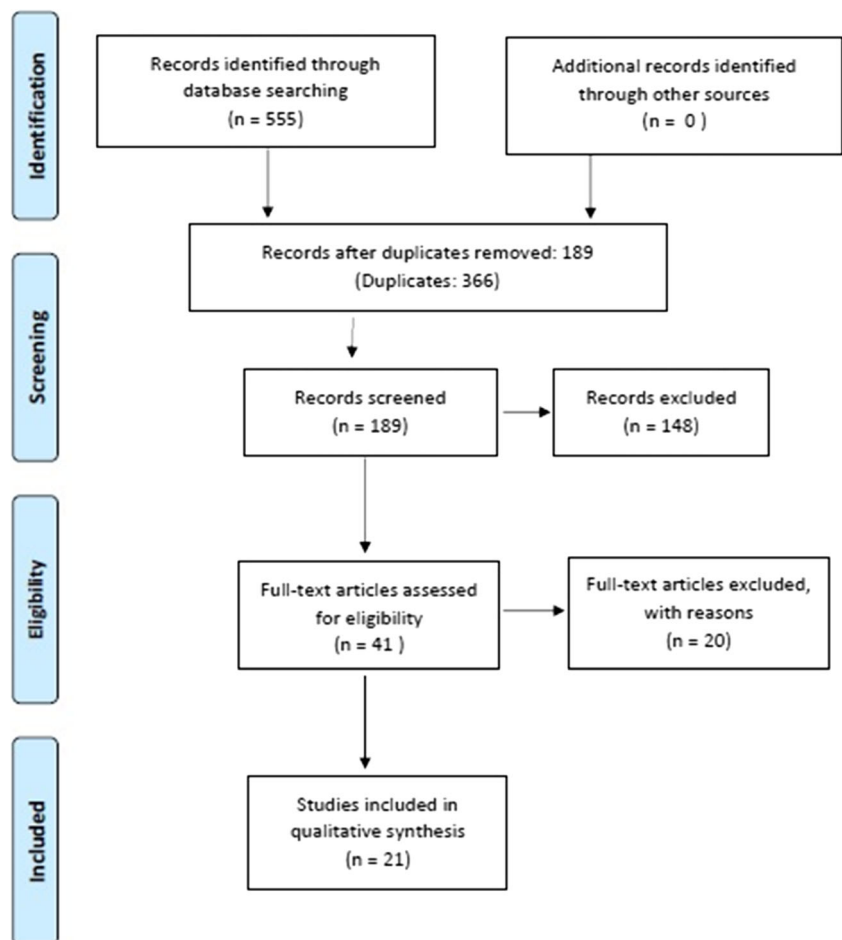 Identification
Records identified through
database searching
(n = 555)
Additional records identified
through other sources
(n =  0 )
Records after duplicates removed: 189
(Duplicates: 366)
Screening
Records screened
(n = 189)
Records excluded
(n = 148)
Eligibility
Full-text articles assessed
for eligibility
(n = 41 )
Full-text articles excluded,
with reasons
(n = 20)
Included
Studies included in
qualitative synthesis
(n = 21)